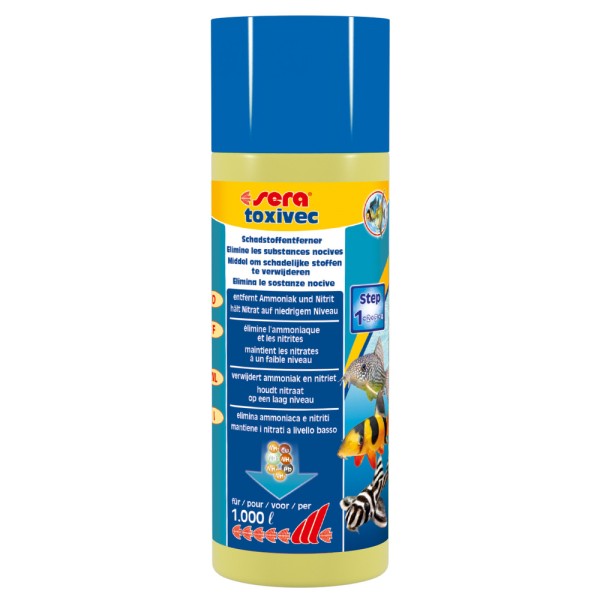 sera®
toxivec
Schadstoffentferner
Elimine les substances nocives
Middel om schadelijke stoffen
te verwijderen
Elimina le sostanze nocive
entfernt Ammoniak und Nitrit
hält Nitrat auf niedrigem Niveau
élimine l'ammoniaque
et les nitrites
maintient les nitrates
à un faible niveau
verwijdert ammoniak en nitriet
houdt nitraat
op een laag niveau
elimina ammoniaca e nitriti
mantiene i nitrati a livello basso
Step
1
für / pour / voor / per
1.000 ℓ